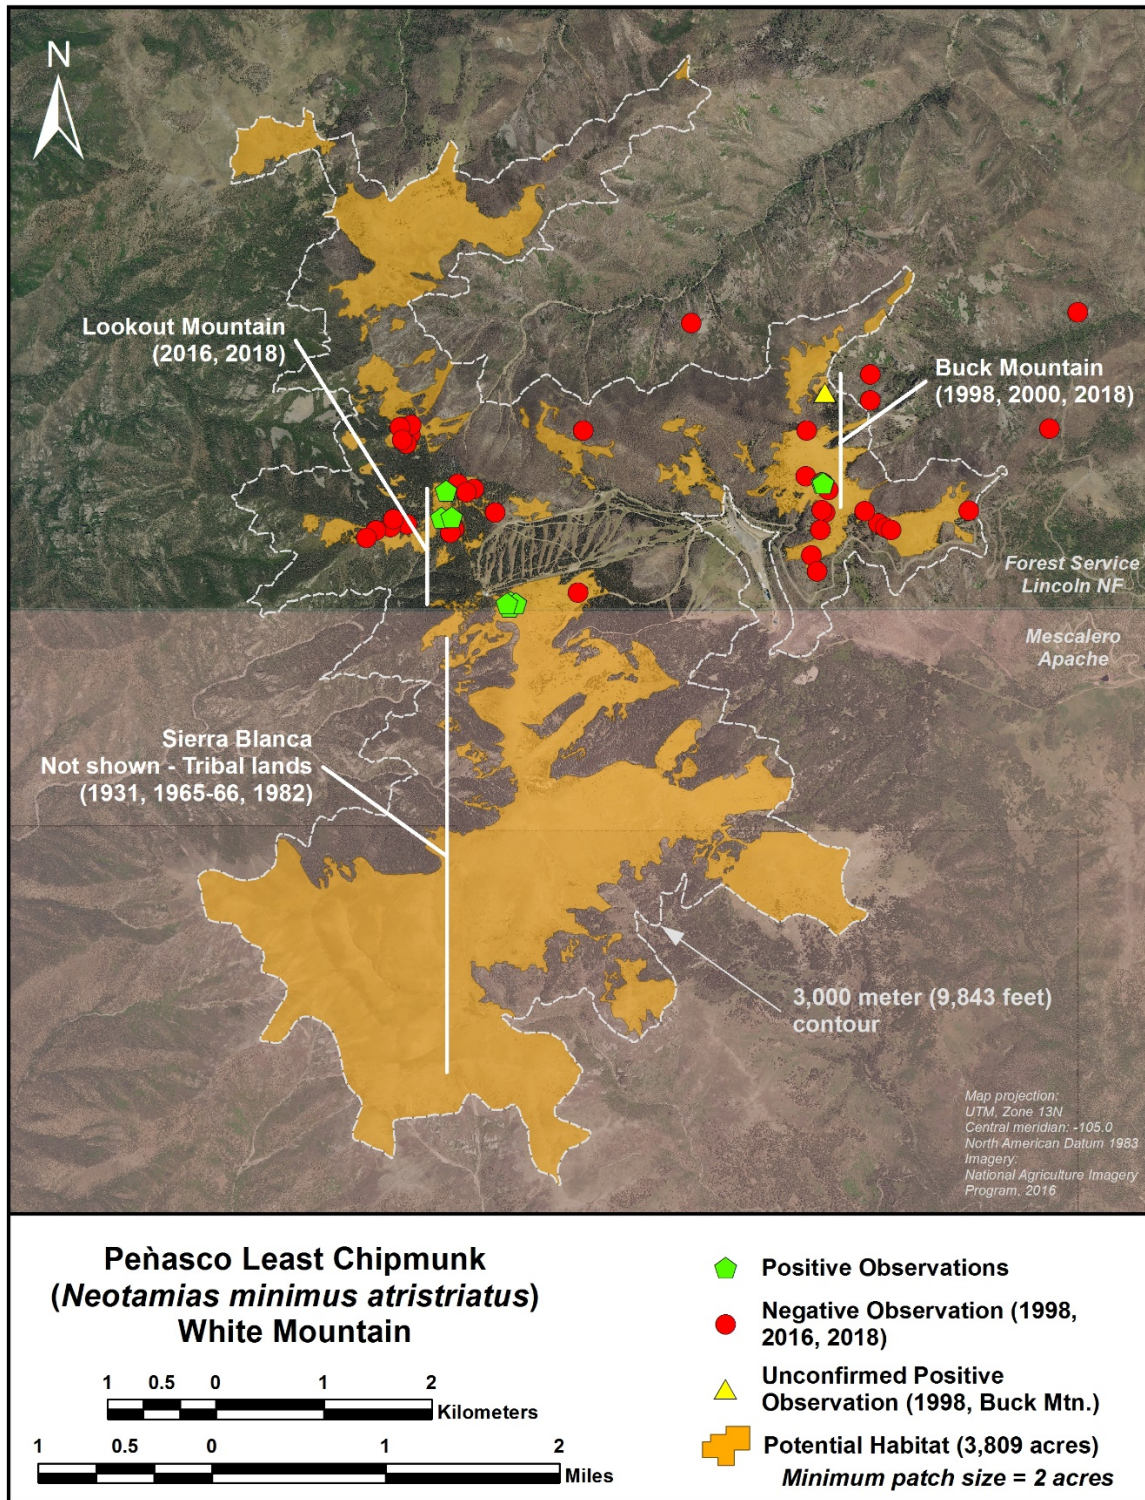 N
Lookout Mountain
(2016, 2018)
Buck Mountain
(1998, 2000, 2018)
Forest Service
Lincoln NF
Mescalero
Apache
Sierra Blanca
Not shown - Tribal lands
(1931, 1965-66, 1982)
3,000 meter (9,843 feet)
contour
Map projection:
UTM, Zone 13N
Central meridian: -105.0
North American Datum 1983
Imagery:
National Agriculture Imagery
Program, 2016
Peǹasco Least Chipmunk
(Neotamias minimus atristriatus)
White Mountain
1 0.5 0 1 2
Kilometers
1 0.5 0 1 2
Miles
Positive Observations
Negative Observation (1998,
2016, 2018)
Unconfirmed Positive
Observation (1998, Buck Mtn.)
Potential Habitat (3,809 acres)
Minimum patch size = 2 acres